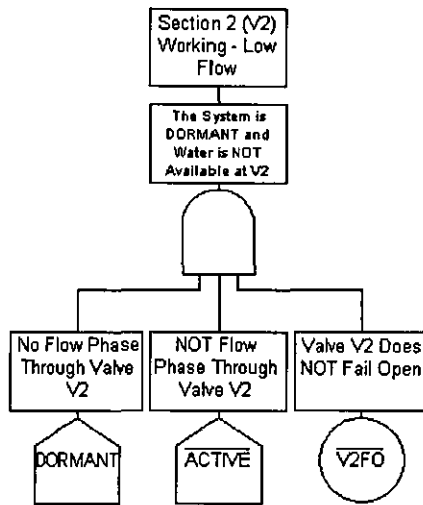 Section 2 (V2)
Working - Low
Flow
The System is
DORMANT and
Water is NOT
Available at V2
No Flow Phase
Through Valve
V2
NOT Flow
Phase Through
Valve V2
Valve V2 Does
NOT Fail Open
DORMANT
ACTIVE
V2FO